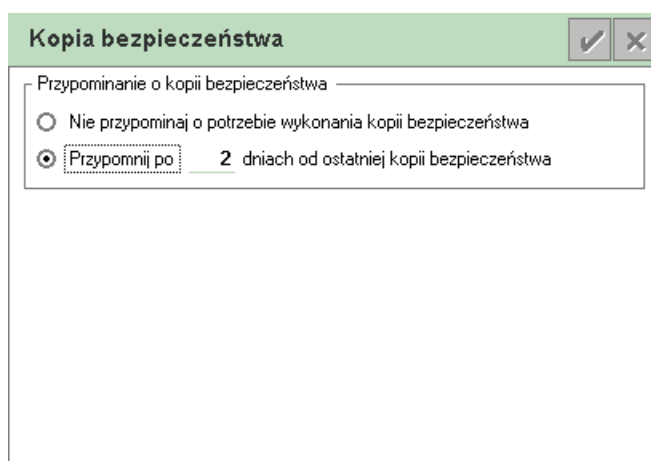 Kopia bezpieczeństwa
Przypominanie o kopii bezpieczeństwa
Nie przypominaj o potrzebie wykonania kopii bezpieczeństwa
Przypomnij po 2 dniach od ostatniej kopii bezpieczeństwa